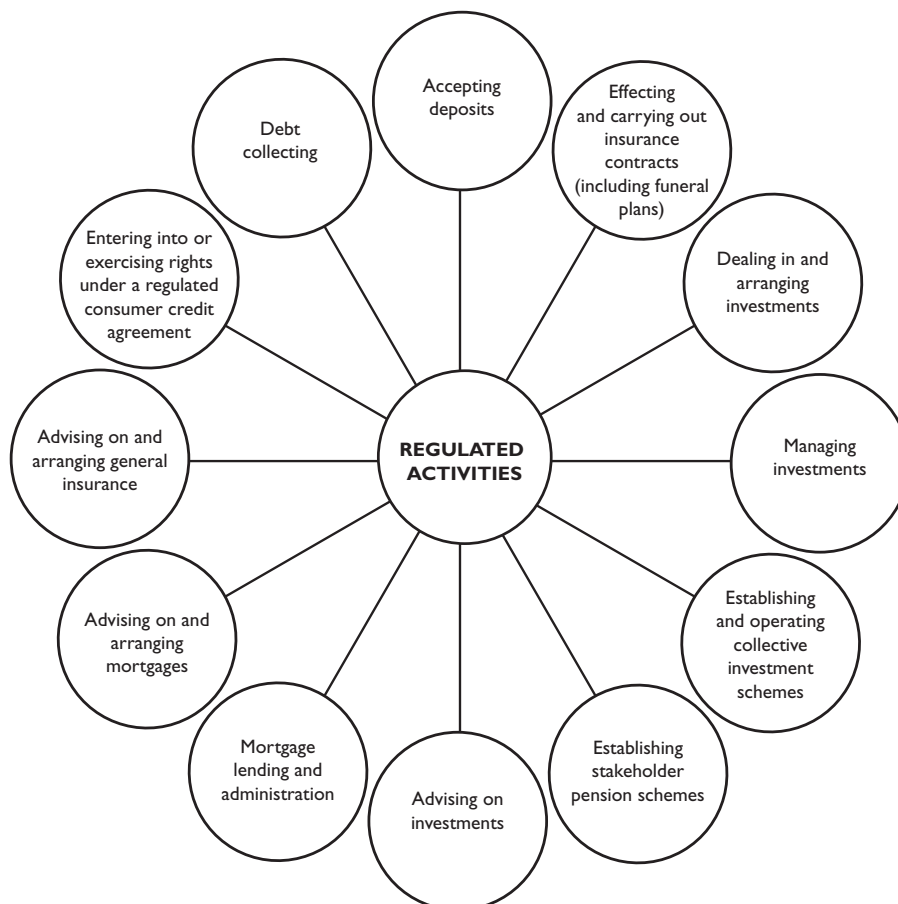 Accepting
deposits
Effecting
and carrying out
insurance
contracts
(including funeral
plans)
Dealing in and
arranging
investments
Managing
investments
Establishing
and operating
collective
investment
schemes
Establishing
stakeholder
pension schemes
Advising on
investments
Mortgage
lending and
administration
Advising on and
arranging
mortgages
Advising on and
arranging general
insurance
Entering into or
exercising rights
under a regulated
consumer credit
agreement
Debt
collecting
REGULATED
ACTIVITIES